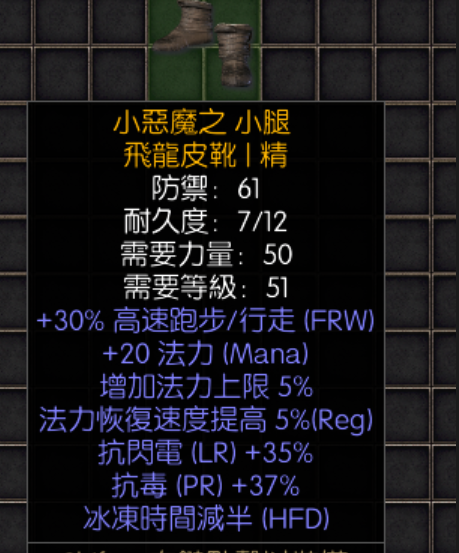 小惡魔之 小腿
飛龍皮靴 | 精
防禦: 61
耐久度: 7/12
需要力量: 50
需要等級: 51
+30% 高速跑步/行走 (FRW)
+20 法力 (Mana)
增加法力上限 5%
法力恢復速度提高 5%(Reg)
抗閃電 (LR) +35%
抗毒 (PR) +37%
冰凍時間減半 (HFD)